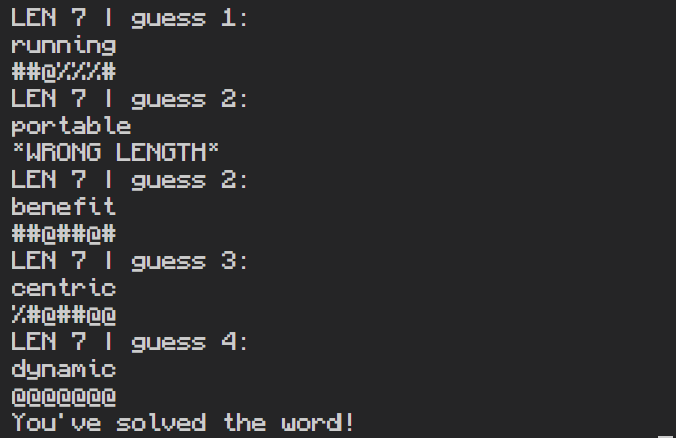 LEN 7 | guess 1:
running
##@%%%#
LEN 7 | guess 2:
portable
*WRONG LENGTH*
LEN 7 | guess 2:
benefit
##@##@#
LEN 7 | guess 3:
centric
%#@##@@
LEN 7 | guess 4:
dynamic
@@@@@@@
You've solved the word!